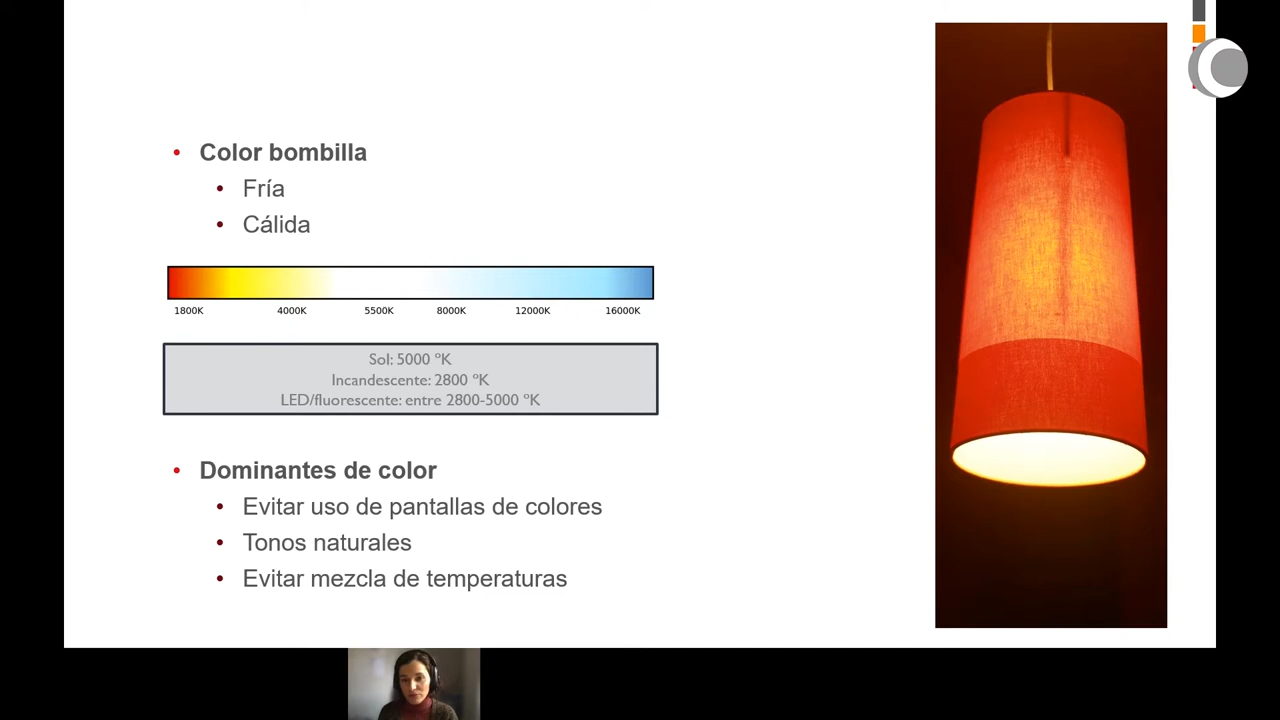 Color bombilla
Fría
Cálida
1800K 4000K 5500K 8000K 12000K 16000K
Sol: 5000 ºK
Incandescente: 2800 ºK
LED/fluorescente: entre 2800-5000 ºK
Dominantes de color
Evitar uso de pantallas de colores
Tonos naturales
Evitar mezcla de temperaturas